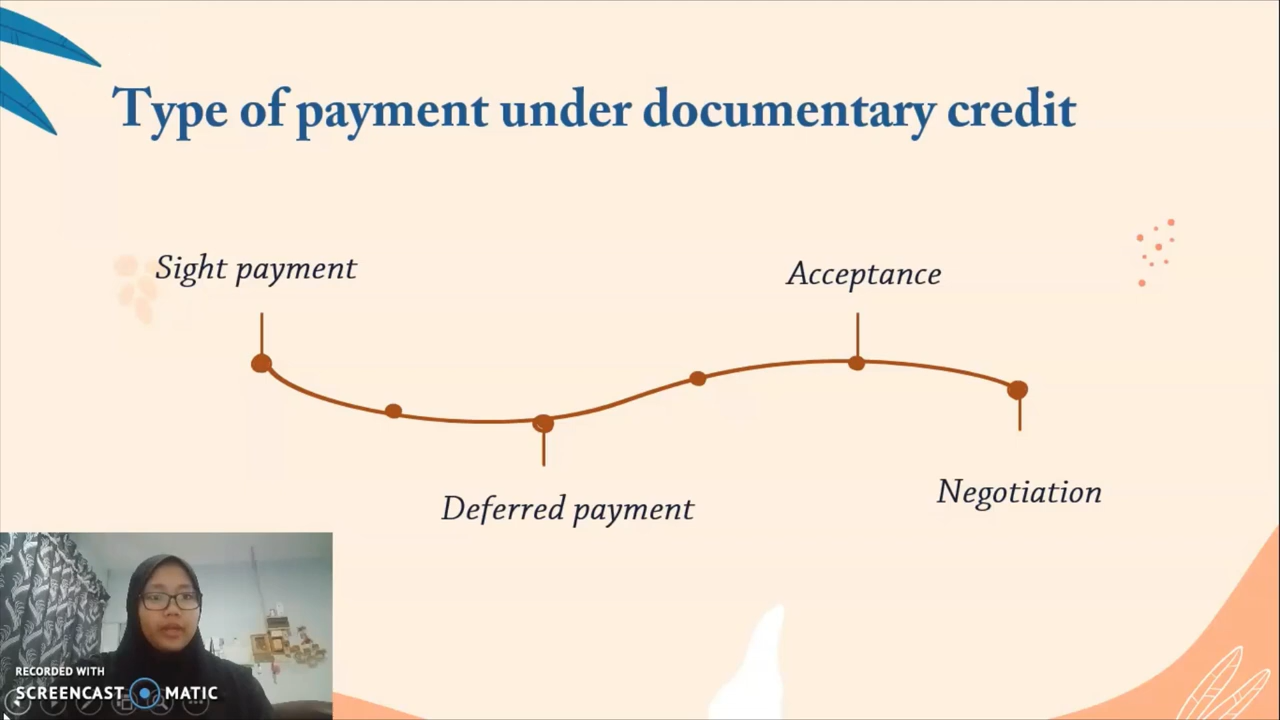 Type of payment under documentary credit
Sight payment
Acceptance
Deferred payment
Negotiation
RECORDED WITH
SCREENCAST MATIC